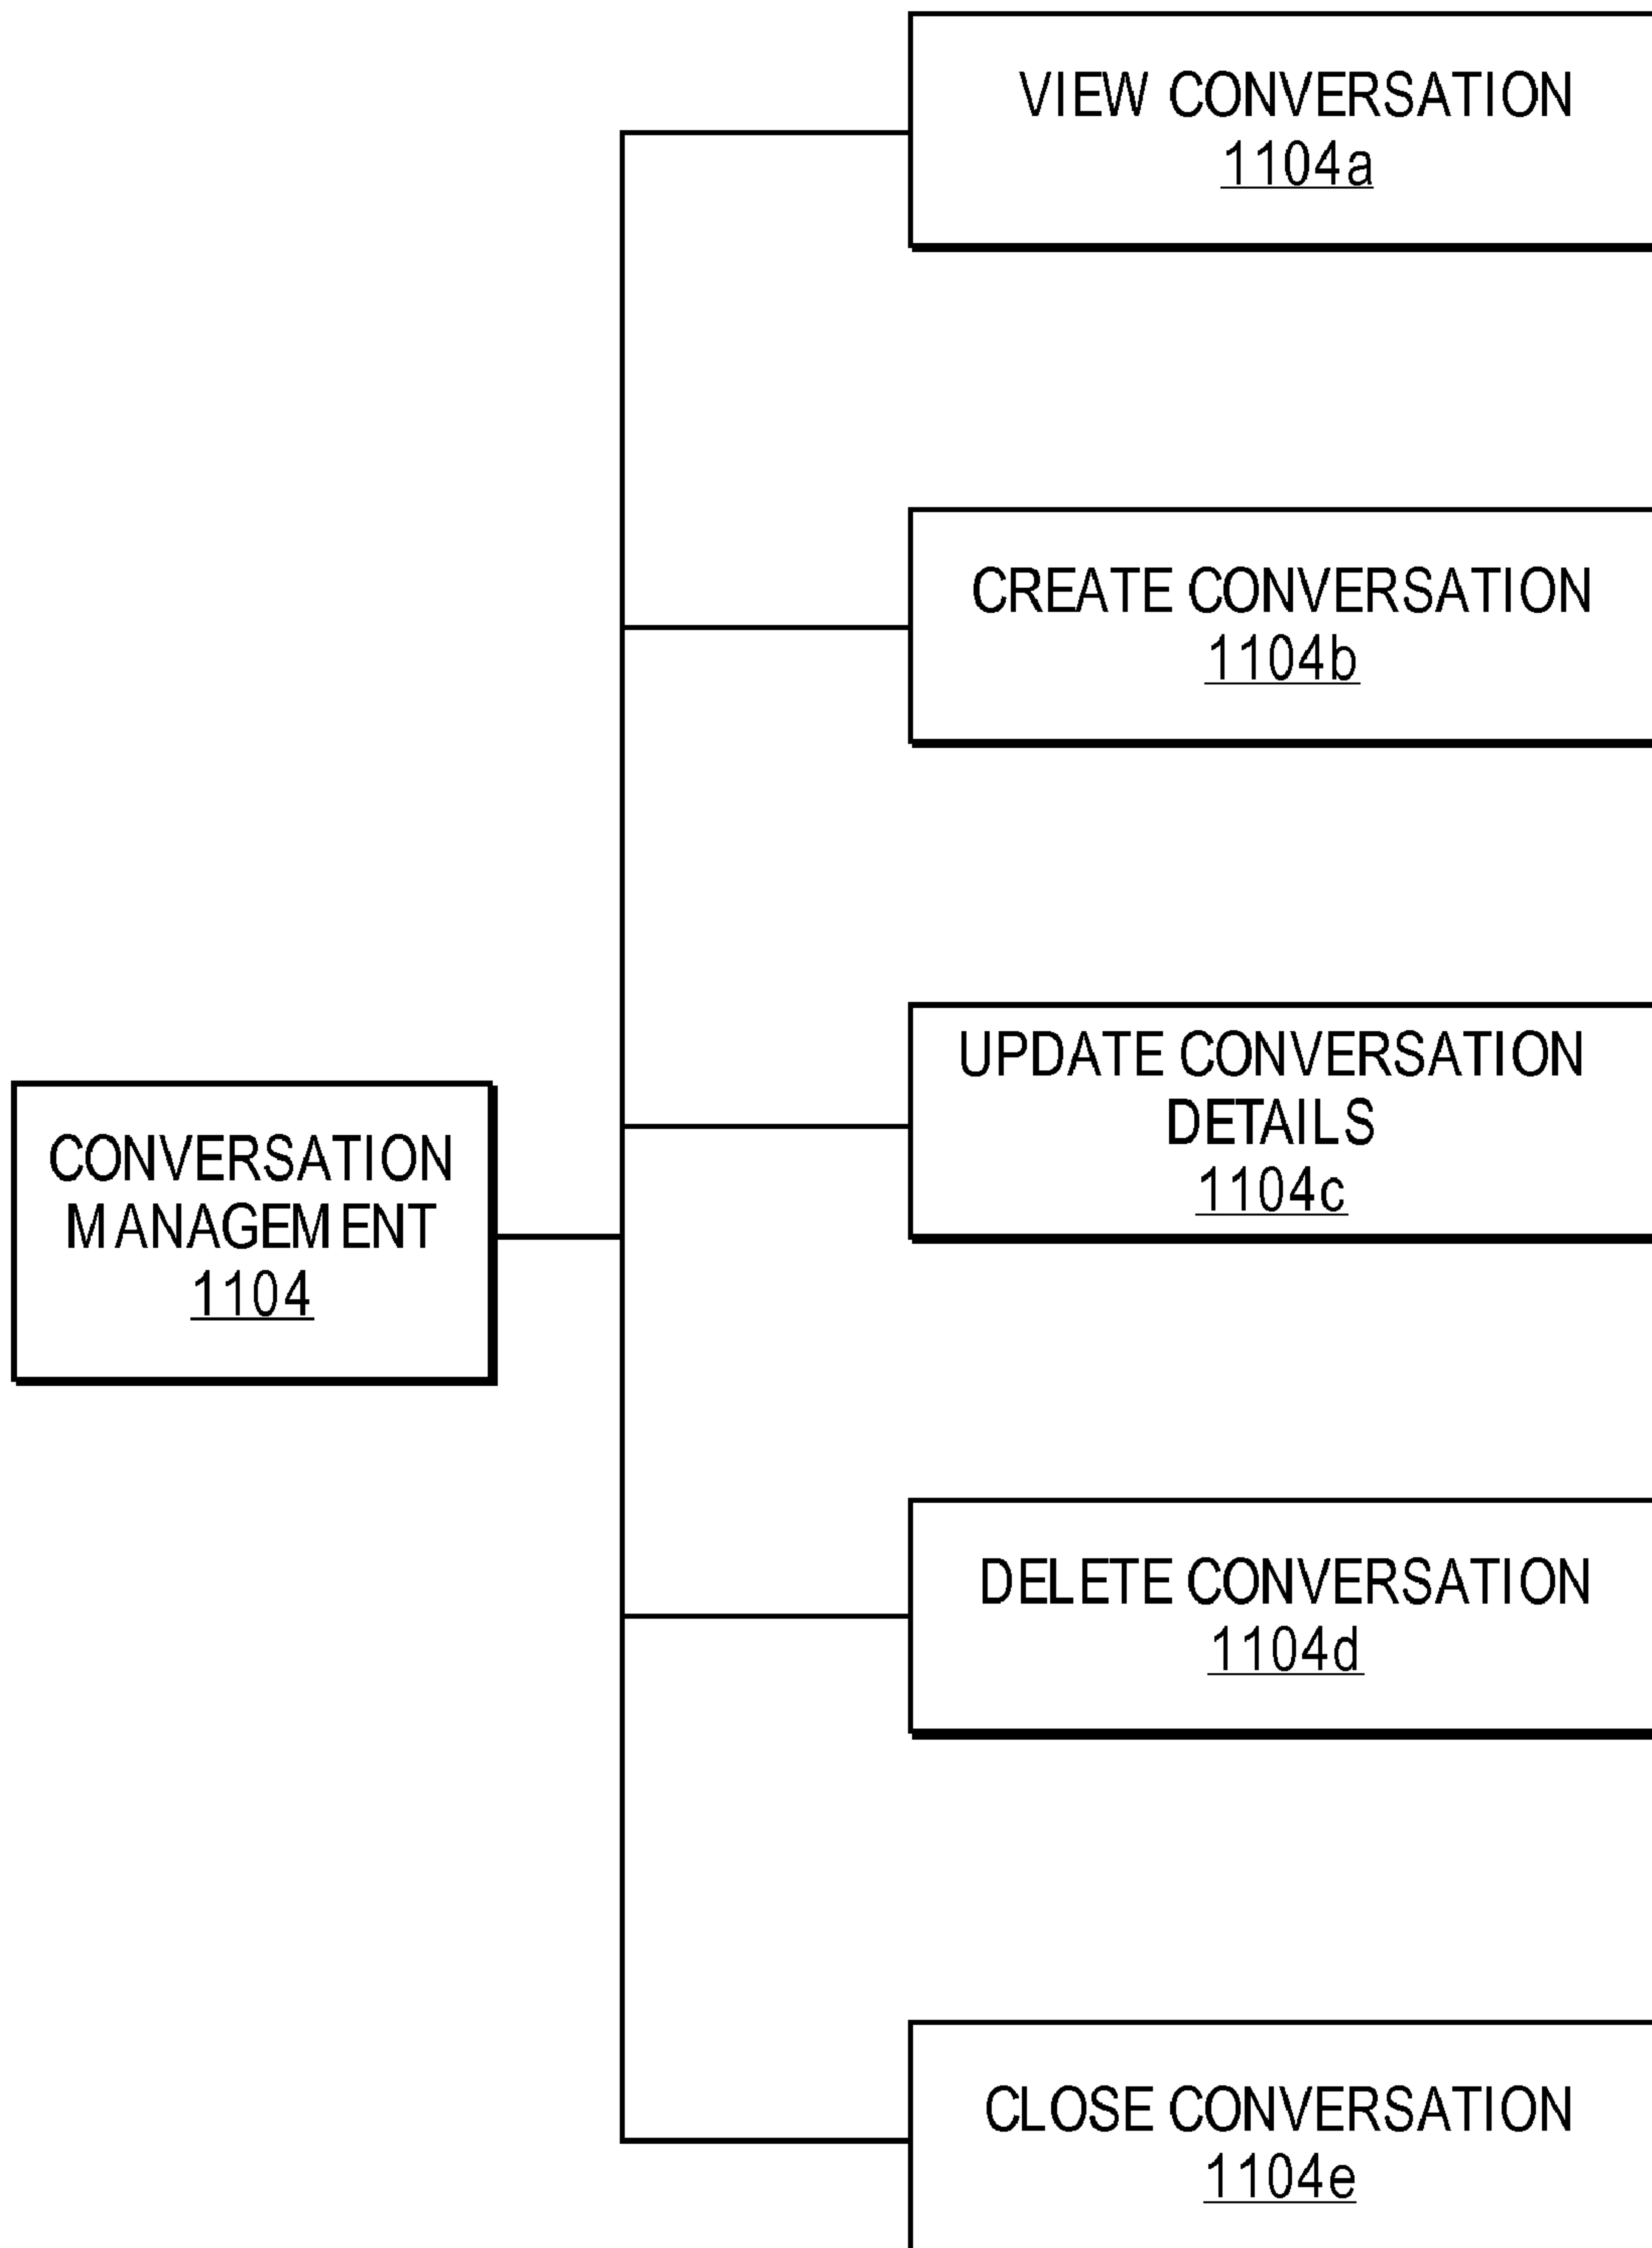 VIEW CONVERSATION
1104a
CREATE CONVERSATION
1104b
UPDATE CONVERSATION
DETAILS
1104c
CONVERSATION
MANAGEMENT
1104
DELETE CONVERSATION
1104d
CLOSE CONVERSATION
1104e